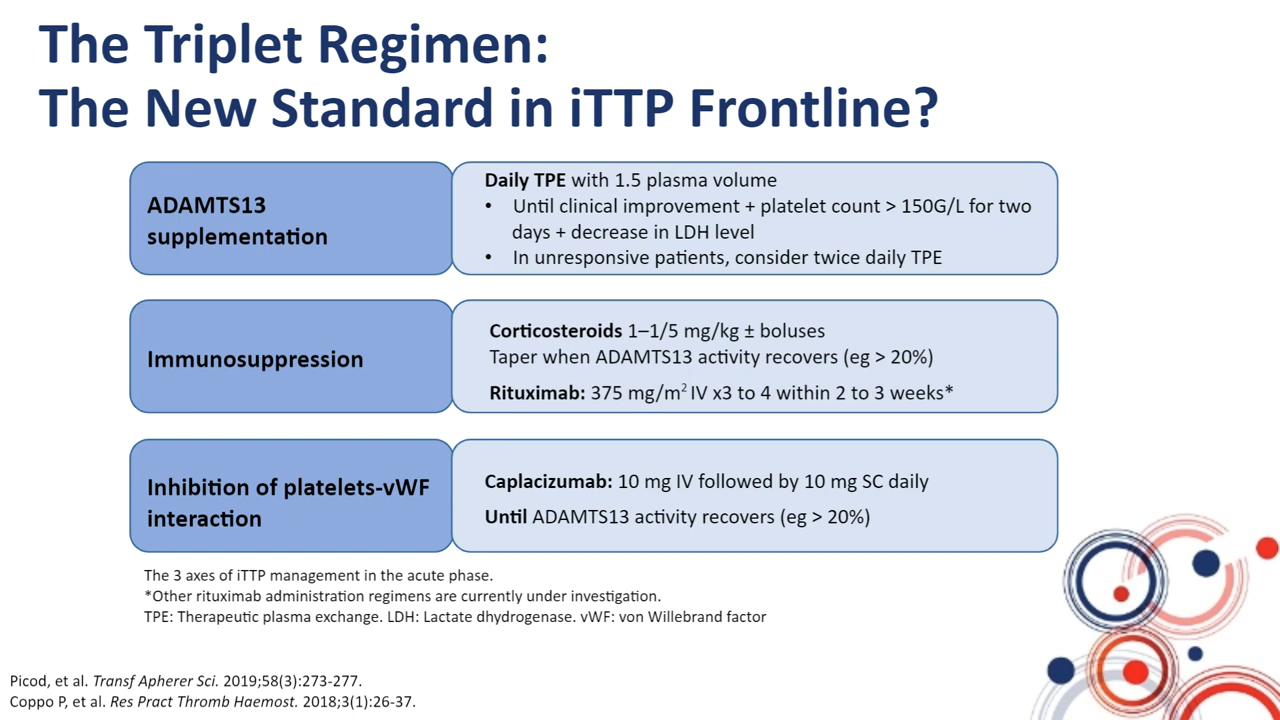 The Triplet Regimen:
The New Standard in iTTP Frontline?
ADAMTS13
supplementation
Daily TPE with 1.5 plasma volume
• Until clinical improvement + platelet count > 150G/L for two
days + decrease in LDH level
• In unresponsive patients, consider twice daily TPE
Immunosuppression
Corticosteroids 1–1/5 mg/kg ± boluses
Taper when ADAMTS13 activity recovers (eg > 20%)
Rituximab: 375 mg/m² IV x3 to 4 within 2 to 3 weeks*
Inhibition of platelets-vWF
interaction
Caplacizumab: 10 mg IV followed by 10 mg SC daily
Until ADAMTS13 activity recovers (eg > 20%)
The 3 axes of iTTP management in the acute phase.
*Other rituximab administration regimens are currently under investigation.
TPE: Therapeutic plasma exchange. LDH: Lactate dhydrogenase. vWF: von Willebrand factor
Picod, et al. Transf Apherer Sci. 2019;58(3):273-277.
Coppo P, et al. Res Pract Thromb Haemost. 2018;3(1):26-37.